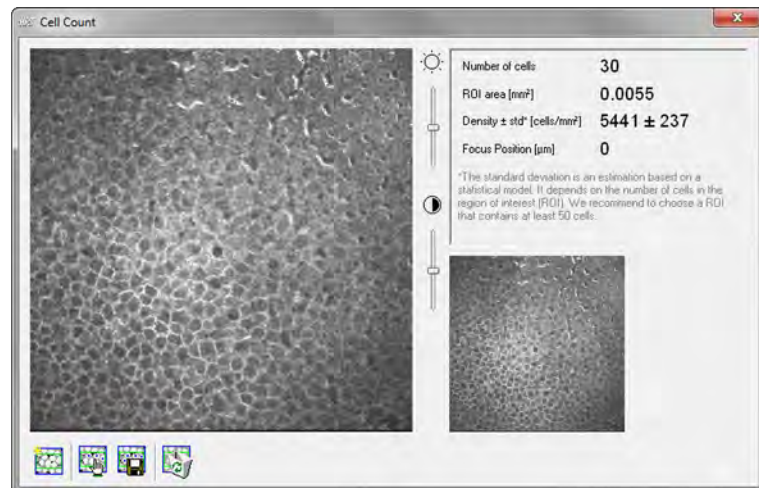 Cell Count
Number of cells 30
ROI area [mm²] 0.0055
Density ± std* [cells/mm²] 5441 ± 237
Focus Position [µm] 0
*The standard deviation is an estimation based on a
statistical model. It depends on the number of cells in the
region of interest (ROI). We recommend to choose a ROI
that contains at least 50 cells.